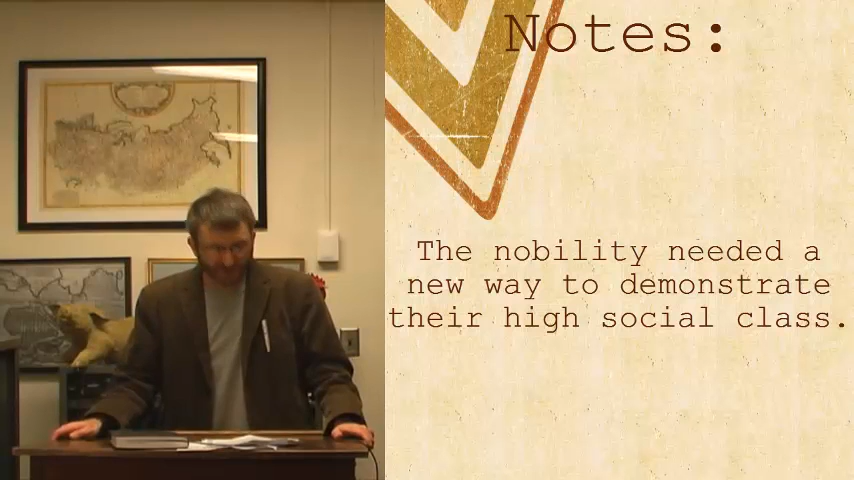 Notes:
The nobility needed a
new way to demonstrate
their high social class.